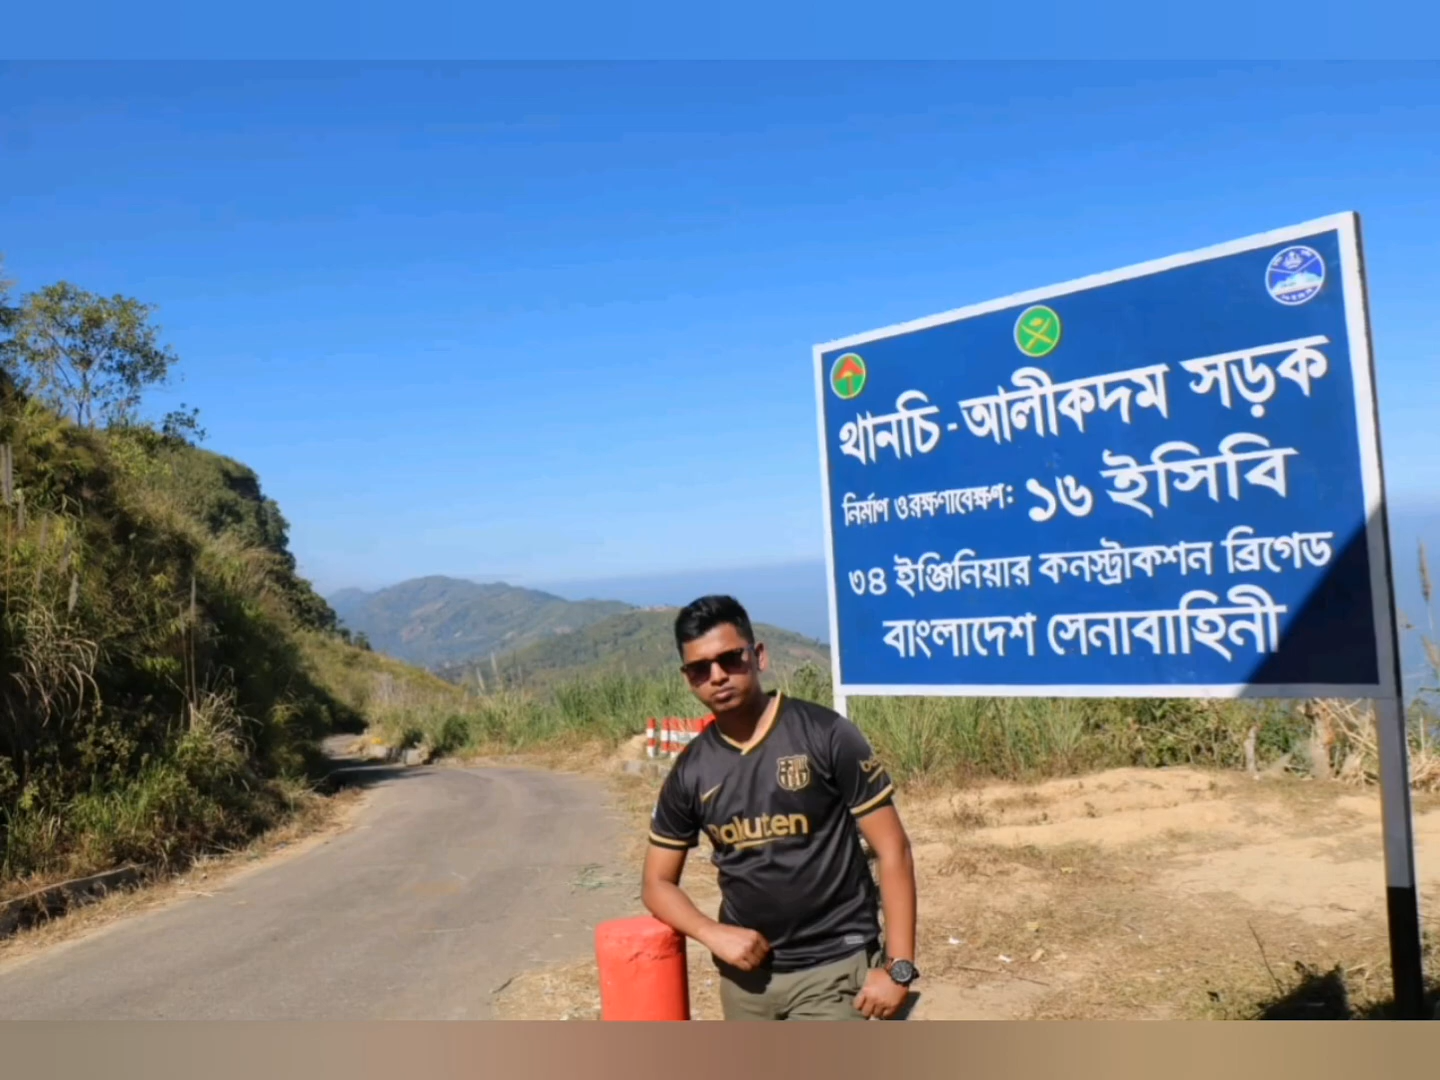 থানচি - আলীকদম সড়ক
নির্মাণ ও রক্ষণাবেক্ষণ: ১৬ ইসিবি
৩৪ ইঞ্জিনিয়ার কনস্ট্রাকশন ব্রিগেড
বাংলাদেশ সেনাবাহিনী
Rakuten